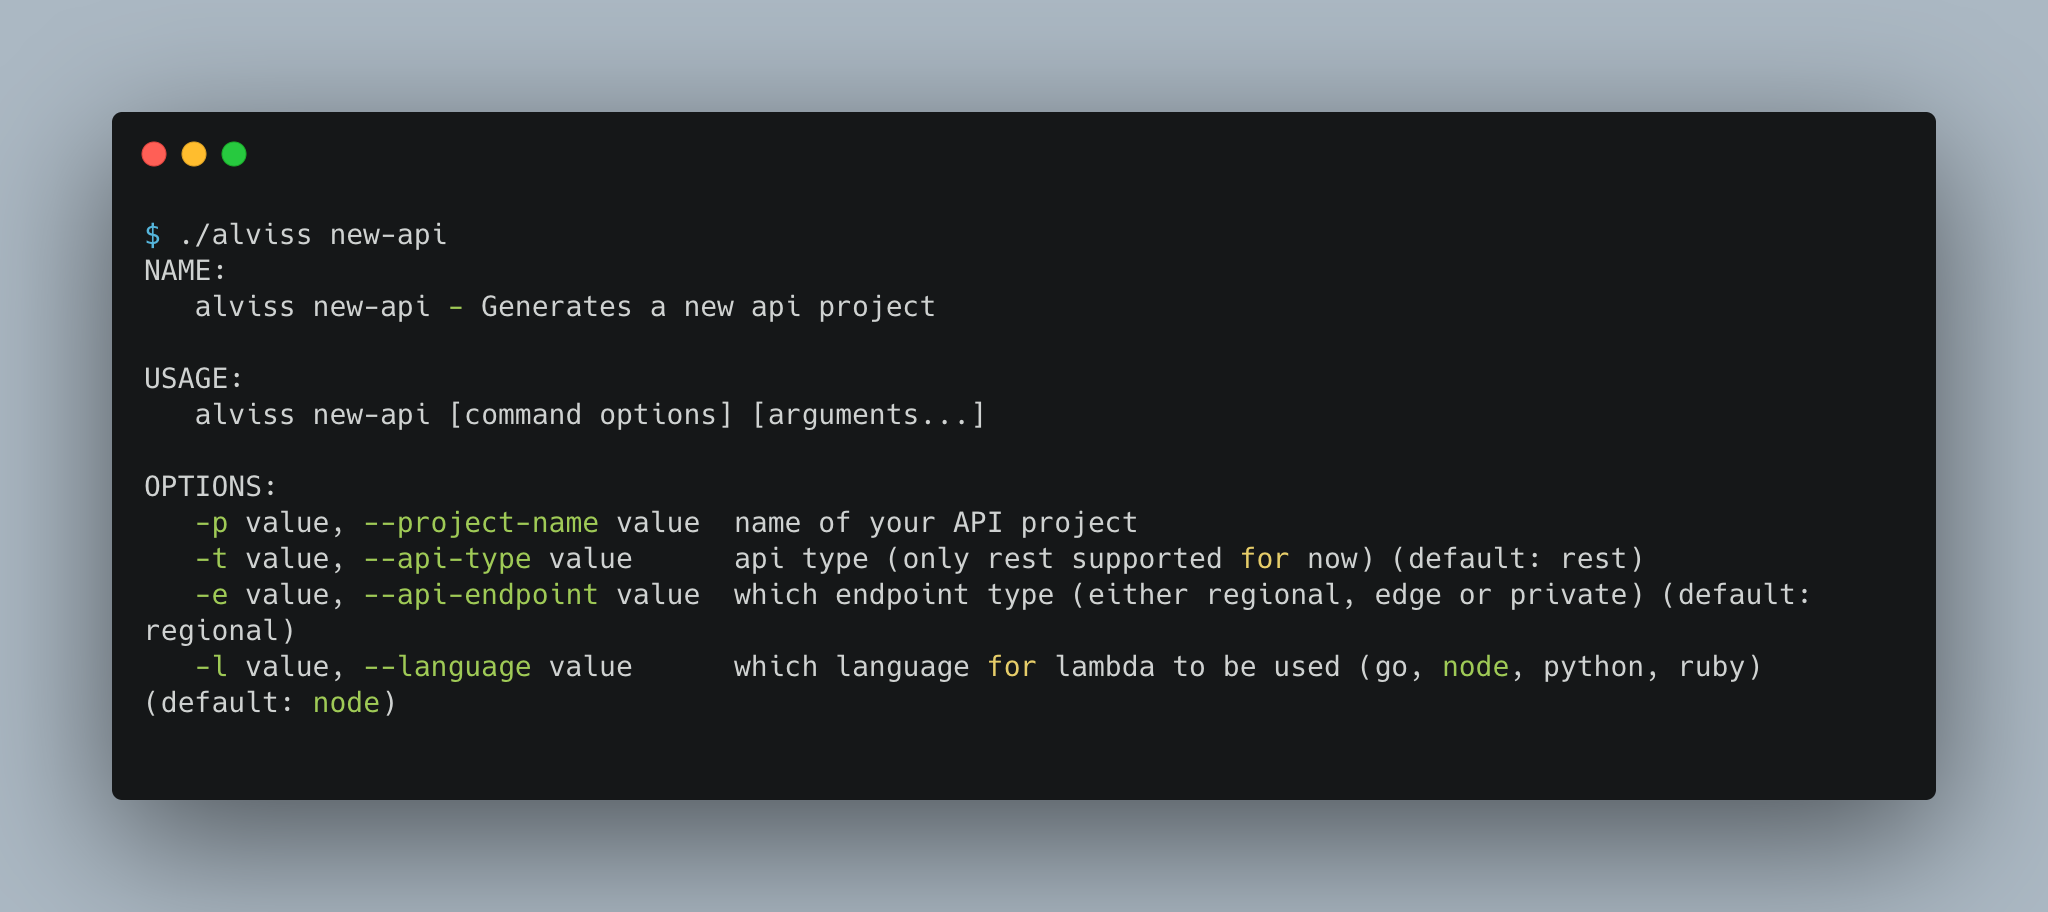 $ ./alviss new-api
NAME:
   alviss new-api - Generates a new api project

USAGE:
   alviss new-api [command options] [arguments...]

OPTIONS:
   -p value, --project-name value  name of your API project
   -t value, --api-type value      api type (only rest supported for now) (default: rest)
   -e value, --api-endpoint value  which endpoint type (either regional, edge or private) (default:
regional)
   -l value, --language value      which language for lambda to be used (go, node, python, ruby)
(default: node)